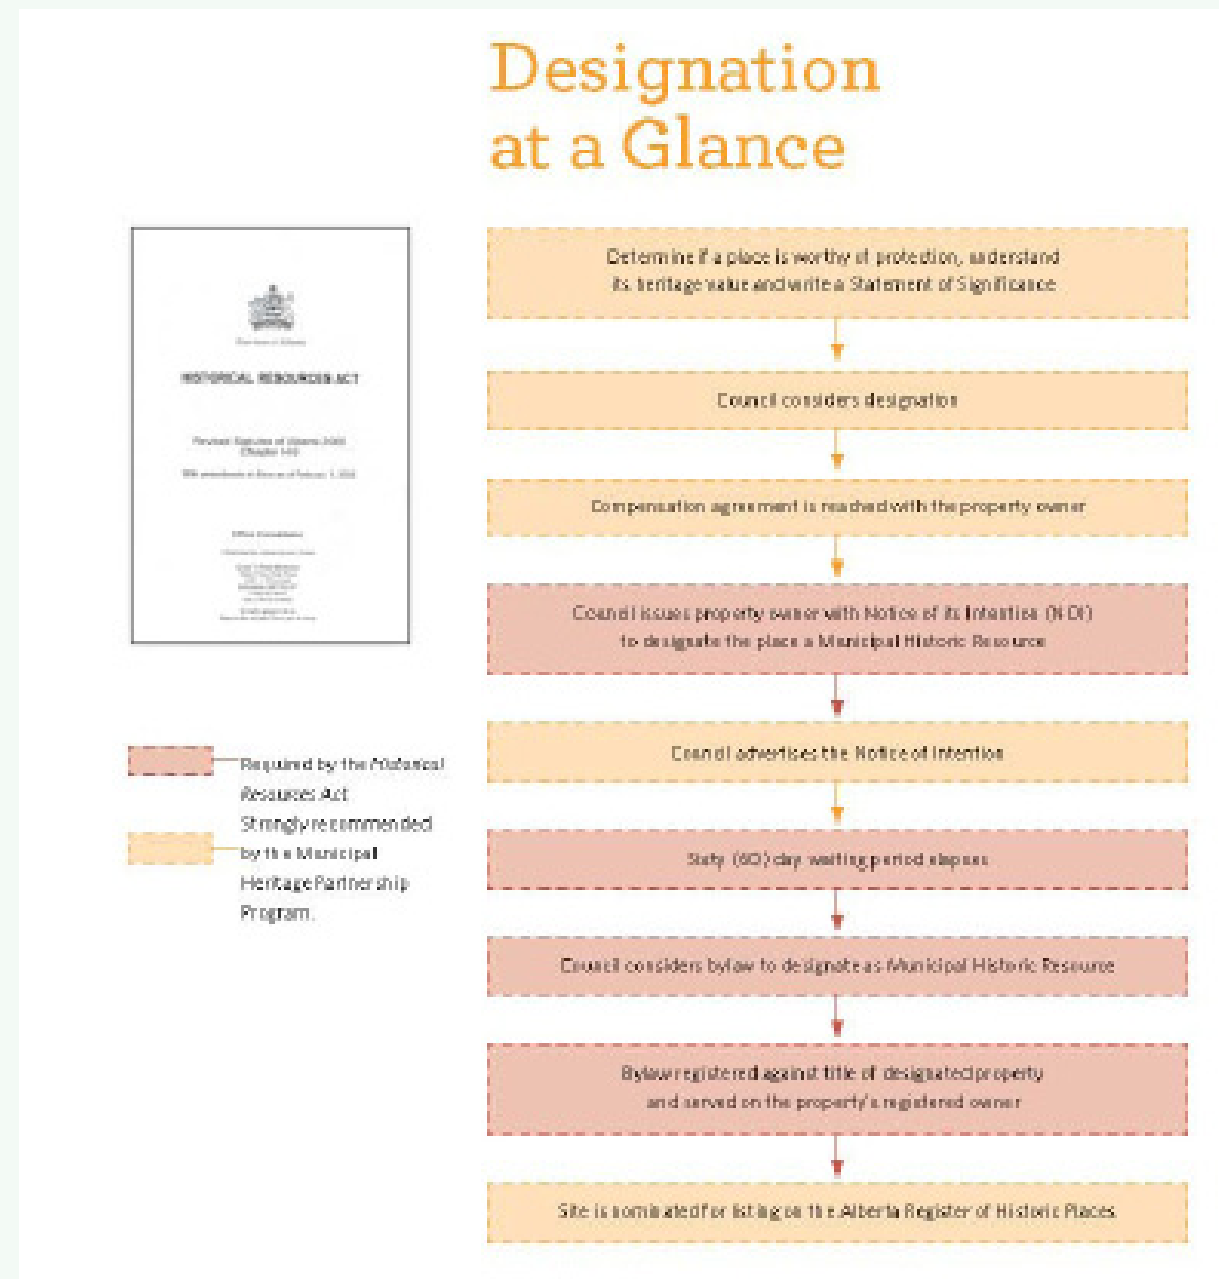 Designation
at a Glance
HISTORICAL RESOURCES ACT
Revised Statutes of Alberta 2000
Determine if a place is worthy of protection, understand
its heritage value and write a Statement of Significance
Council considers designation
Compensation agreement is reached with the property owner
Council issues property owner with Notice of its Intention (NOI)
to designate the place a Municipal Historic Resource
Council advertises the Notice of Intention
Sixty (60) day waiting period elapses
Council considers bylaw to designate as Municipal Historic Resource
Bylaw registered against title of designated property
and served on the property's registered owner
Site is nominated for listing on the Alberta Register of Historic Places
Required by the Historical
Resources Act
Strongly recommended
by the Municipal
Heritage Partnership
Program.